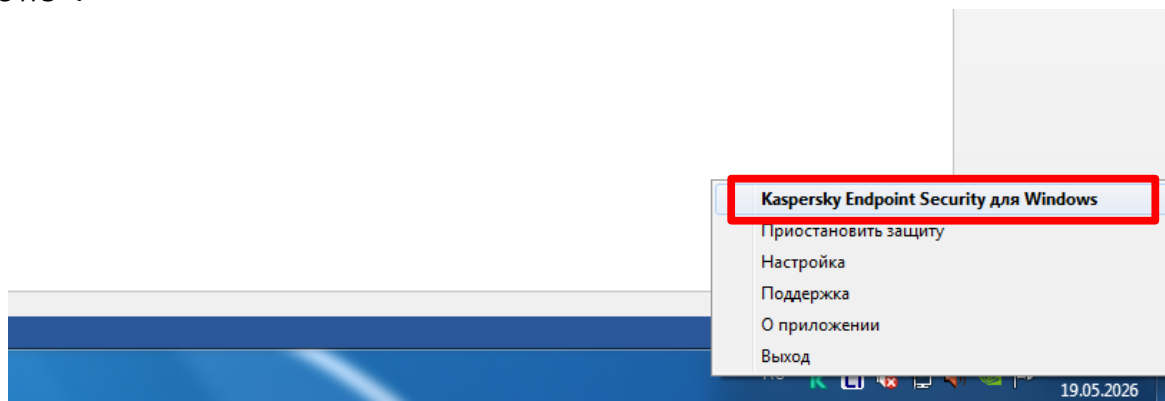 Kaspersky Endpoint Security для Windows
Приостановить защиту
Настройка
Поддержка
О приложении
Выход
19.05.2026